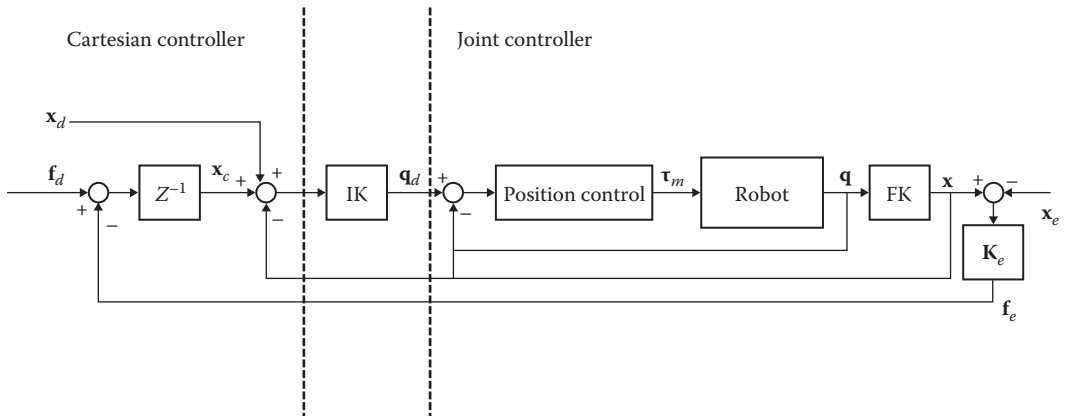 Cartesian controller
Joint controller
x_d
f_d
+
−
Z⁻¹
x_c
+
+
−
IK
q_d
+
−
Position control
τ_m
Robot
q
FK
x
+
−
x_e
K_e
f_e